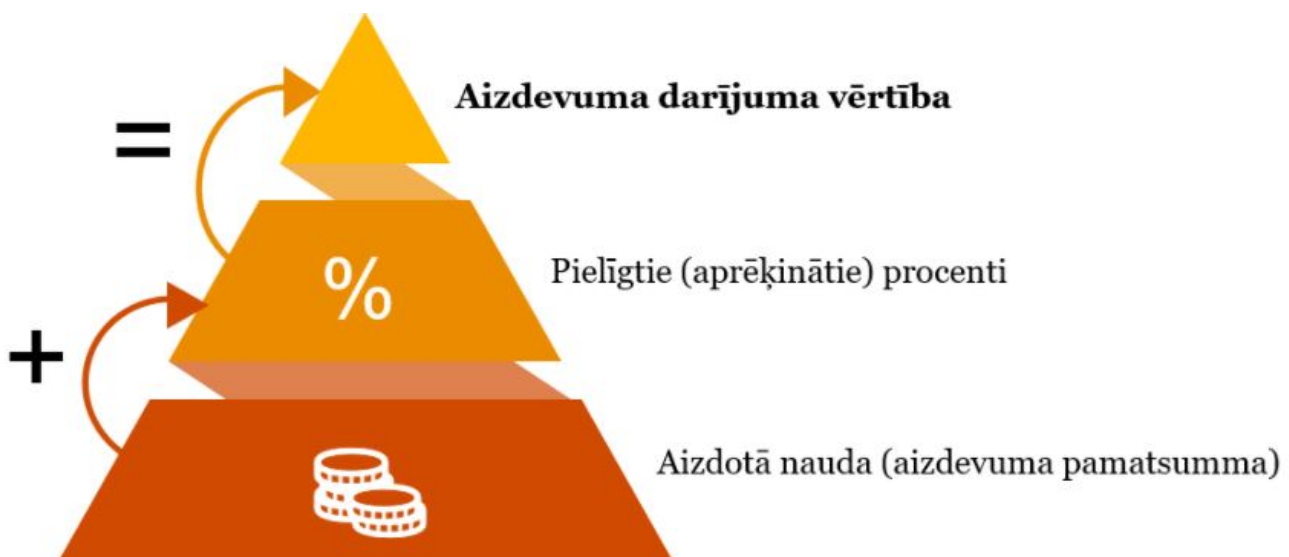 Aizdevuma darījuma vērtība
=
Pielīgtie (aprēķinātie) procenti
%
+
Aizdotā nauda (aizdevuma pamatsumma)